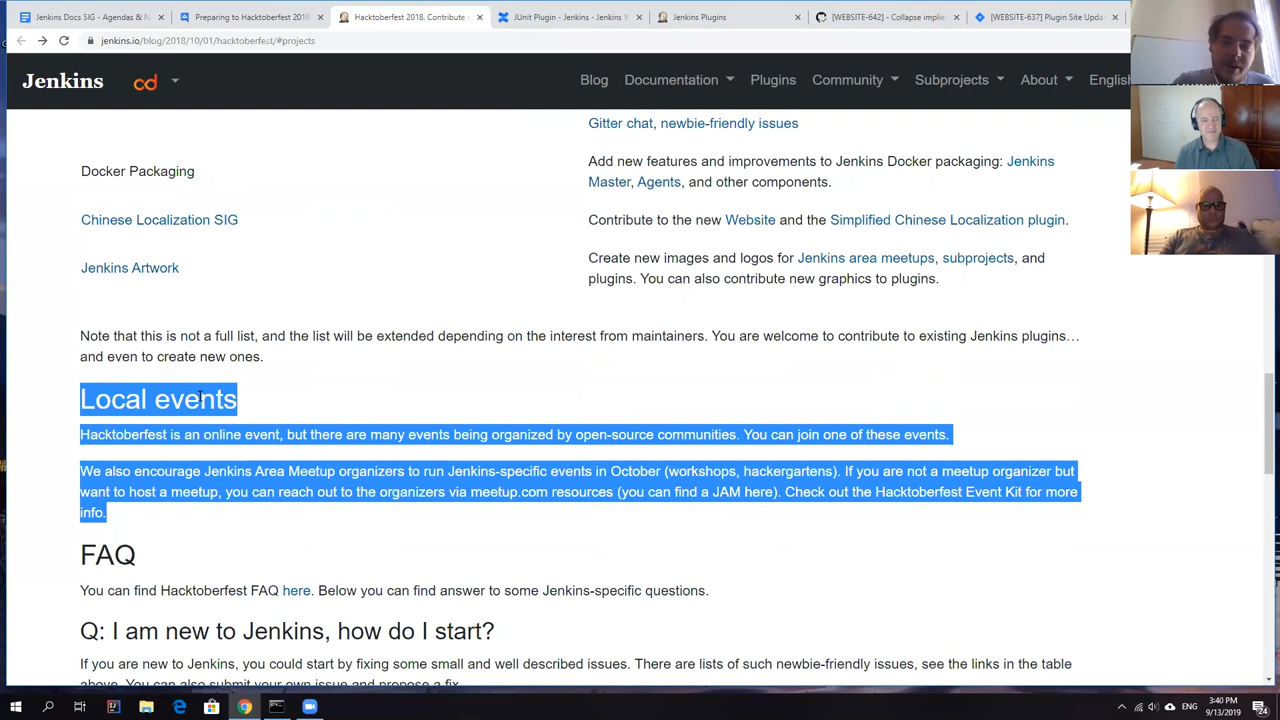 Jenkins Docs SIG - Agendas & N
Preparing to Hacktoberfest 2019
Hacktoberfest 2018. Contribute
JUnit Plugin - Jenkins - Jenkins W
Jenkins Plugins
[WEBSITE-642] - Collapse implie
[WEBSITE-637] Plugin Site Upda
jenkins.io/blog/2018/10/01/hacktoberfest/#projects
Jenkins
cd
Blog
Documentation
Plugins
Community
Subprojects
About
English
Gitter chat, newbie-friendly issues
Docker Packaging
Add new features and improvements to Jenkins Docker packaging: Jenkins
Master, Agents, and other components.
Chinese Localization SIG
Contribute to the new Website and the Simplified Chinese Localization plugin.
Jenkins Artwork
Create new images and logos for Jenkins area meetups, subprojects, and
plugins. You can also contribute new graphics to plugins.
Note that this is not a full list, and the list will be extended depending on the interest from maintainers. You are welcome to contribute to existing Jenkins plugins…
and even to create new ones.
Local events
Hacktoberfest is an online event, but there are many events being organized by open-source communities. You can join one of these events.
We also encourage Jenkins Area Meetup organizers to run Jenkins-specific events in October (workshops, hackergartens). If you are not a meetup organizer but
want to host a meetup, you can reach out to the organizers via meetup.com resources (you can find a JAM here). Check out the Hacktoberfest Event Kit for more
info.
FAQ
You can find Hacktoberfest FAQ here. Below you can find answer to some Jenkins-specific questions.
Q: I am new to Jenkins, how do I start?
If you are new to Jenkins, you could start by fixing some small and well described issues. There are lists of such newbie-friendly issues, see the links in the table
above. You can also submit your own issue and propose a fix.
ENG
3:40 PM
9/13/2019
24